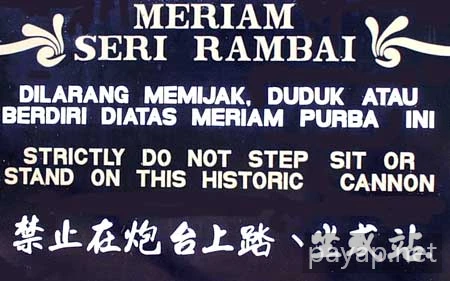 MERIAM
SERI RAMBAI
DILARANG MEMIJAK, DUDUK ATAU
BERDIRI DIATAS MERIAM PURBA INI
STRICTLY DO NOT STEP SIT OR
STAND ON THIS HISTORIC CANNON
禁止在炮台上踏、坐或站.
payap.net